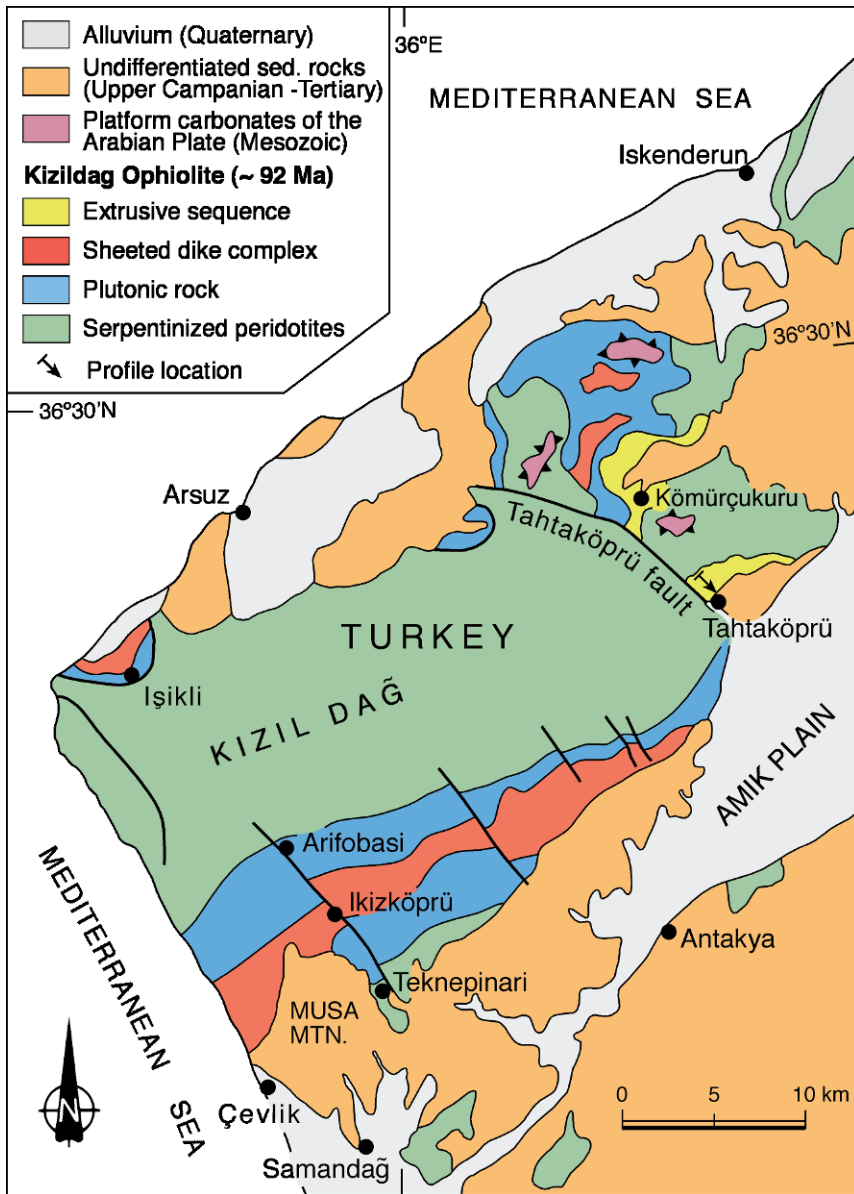 Alluvium (Quaternary)
Undifferentiated sed. rocks
(Upper Campanian -Tertiary)
Platform carbonates of the
Arabian Plate (Mesozoic)
Kizildag Ophiolite (~ 92 Ma)
Extrusive sequence
Sheeted dike complex
Plutonic rock
Serpentinized peridotites
Profile location
36ºE
MEDITERRANEAN SEA
Iskenderun
36º30'N
36º30'N
Arsuz
Kömürçukuru
Tahtaköprü fault
Tahtaköprü
TURKEY
Işikli
KIZIL DAĞ
AMIK PLAIN
Arifobasi
MEDITERRANEAN SEA
Ikizköprü
Antakya
Teknepinari
MUSA
MTN.
Çevlik
Samandağ
N
0 5 10 km